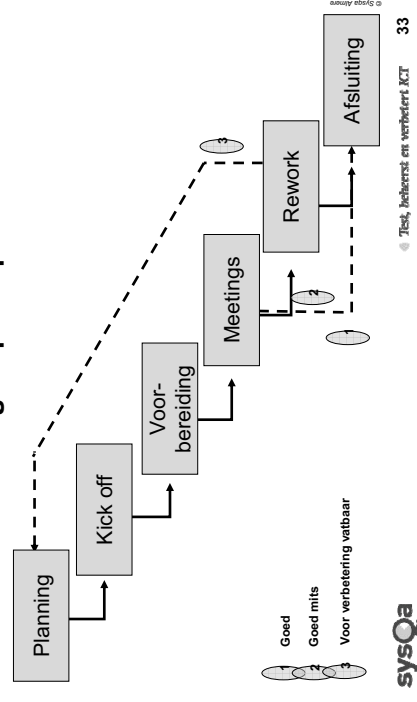 Planning
Kick off
Voor-
bereiding
Meetings
Rework
Afsluiting
3
2
1
1 Goed
2 Goed mits
3 Voor verbetering vatbaar
sysQa
Test, beheerst en verbetert ICT
33
© Sysqa Almere